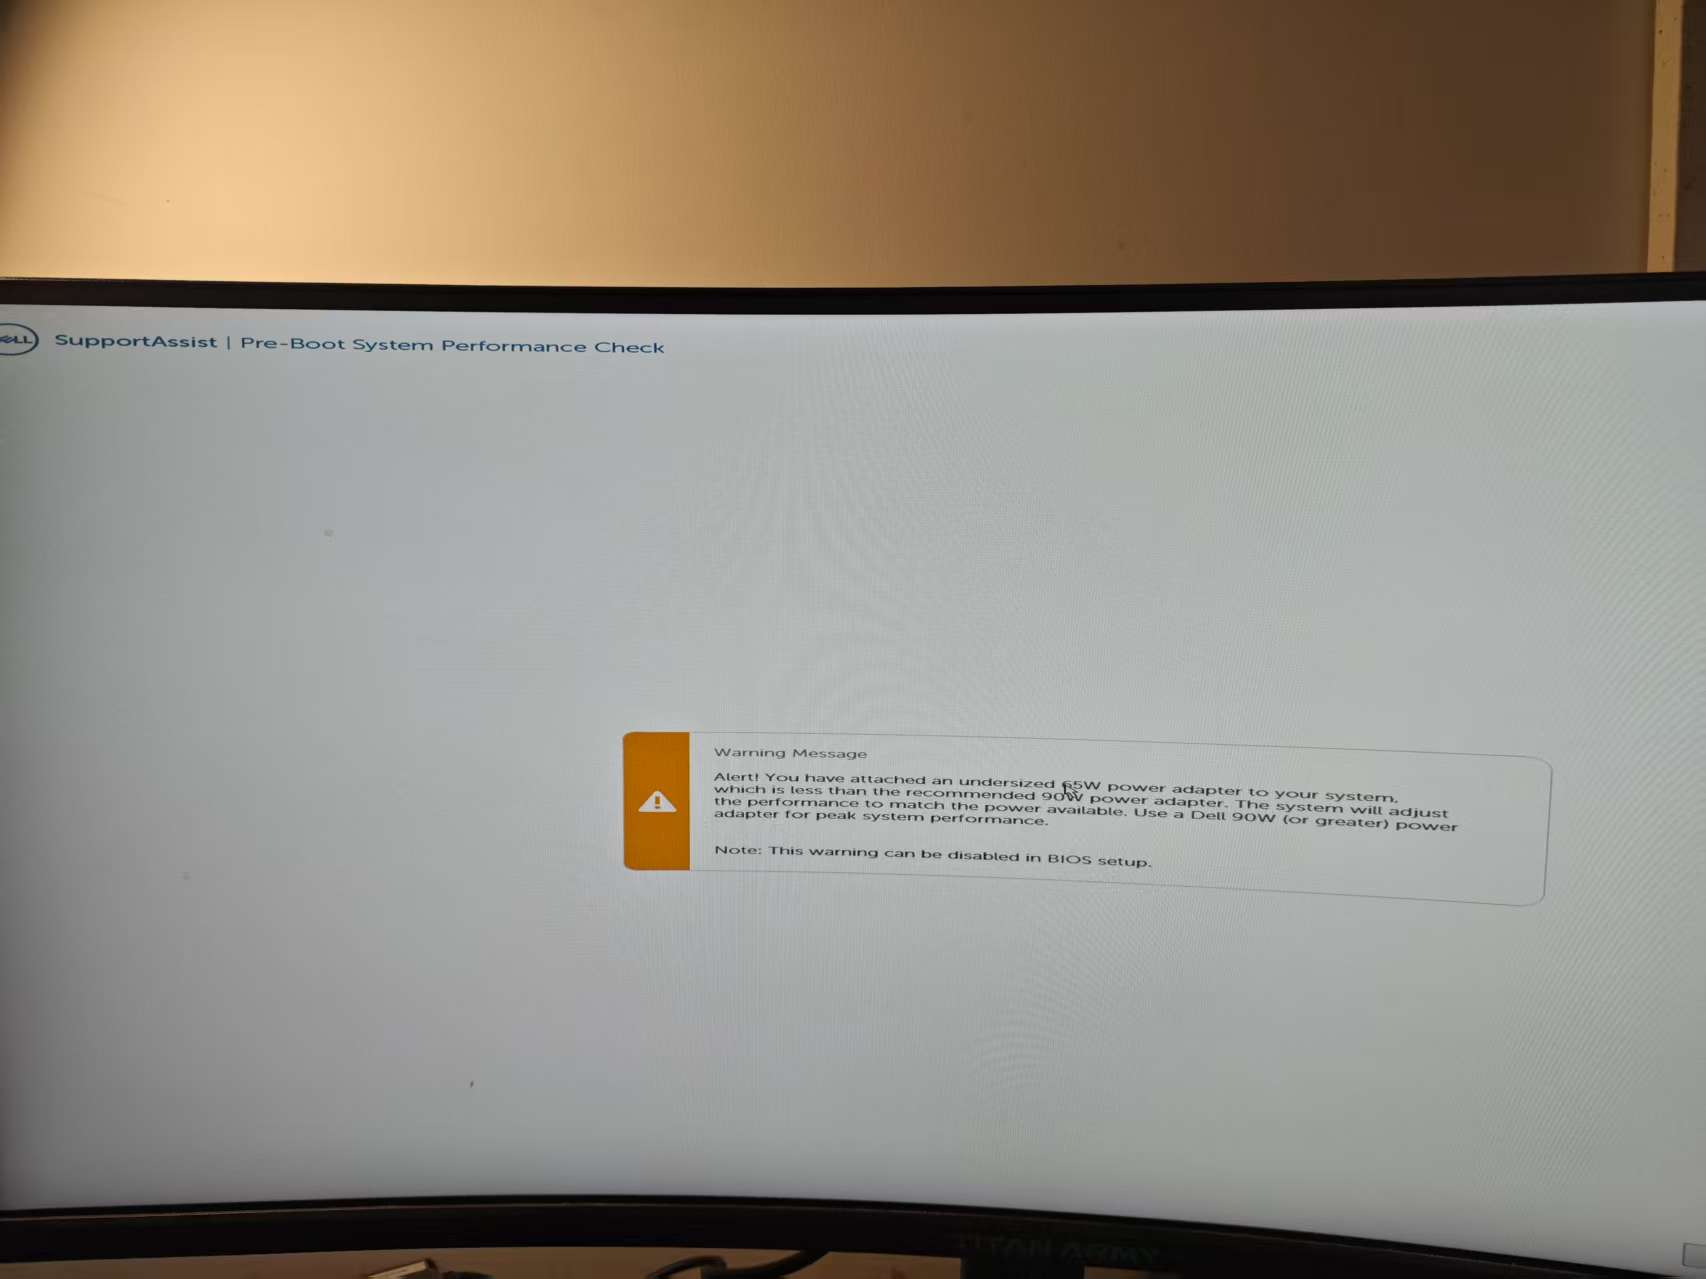 DELL SupportAssist | Pre-Boot System Performance Check
Warning Message
Alert! You have attached an undersized 65W power adapter to your system,
which is less than the recommended 90W power adapter. The system will adjust
the performance to match the power available. Use a Dell 90W (or greater) power
adapter for peak system performance.
Note: This warning can be disabled in BIOS setup.
TITAN ARMY